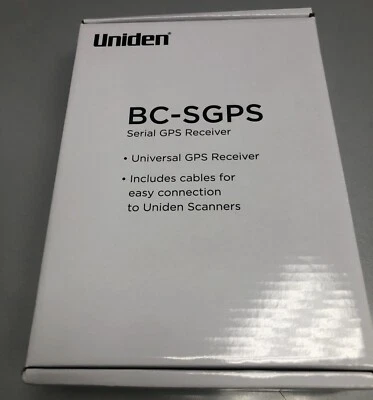 Uniden
BC-SGPS
Serial GPS Receiver
• Universal GPS Receiver
• Includes cables for
easy connection
to Uniden Scanners